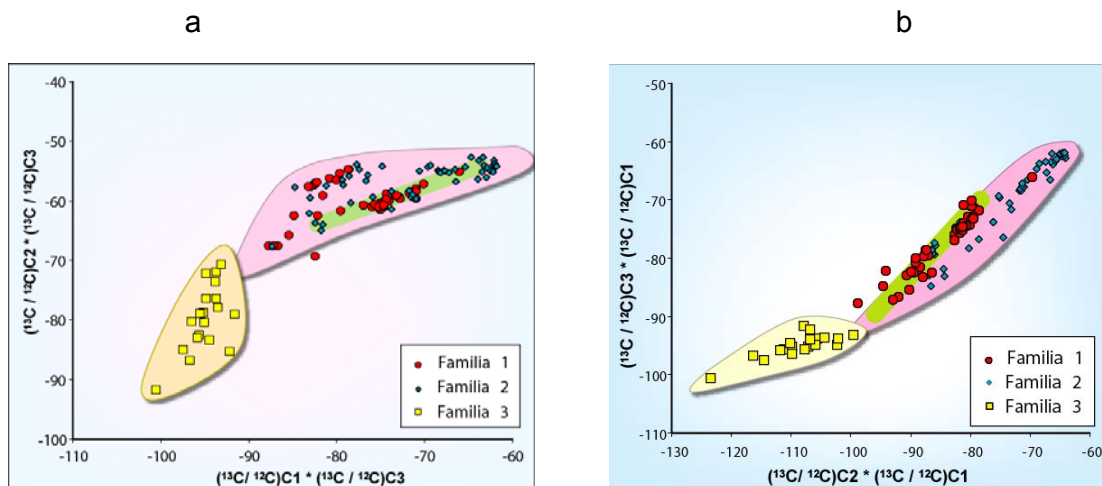 a
b
-40
-50
-60
-70
-80
-90
-100
-110
-100
-90
-80
-70
-60
(¹³C / ¹²C)C2 * (¹³C / ¹²C)C3
(¹³C/ ¹²C)C1 * (¹³C / ¹²C)C3
Familia 1
Familia 2
Familia 3
-50
-60
-70
-80
-90
-100
-110
-130
-120
-110
-100
-90
-80
-70
-60
(¹³C / ¹²C)C3 * (¹³C / ¹²C)C1
(¹³C/ ¹²C)C2 * (¹³C / ¹²C)C1
Familia 1
Familia 2
Familia 3